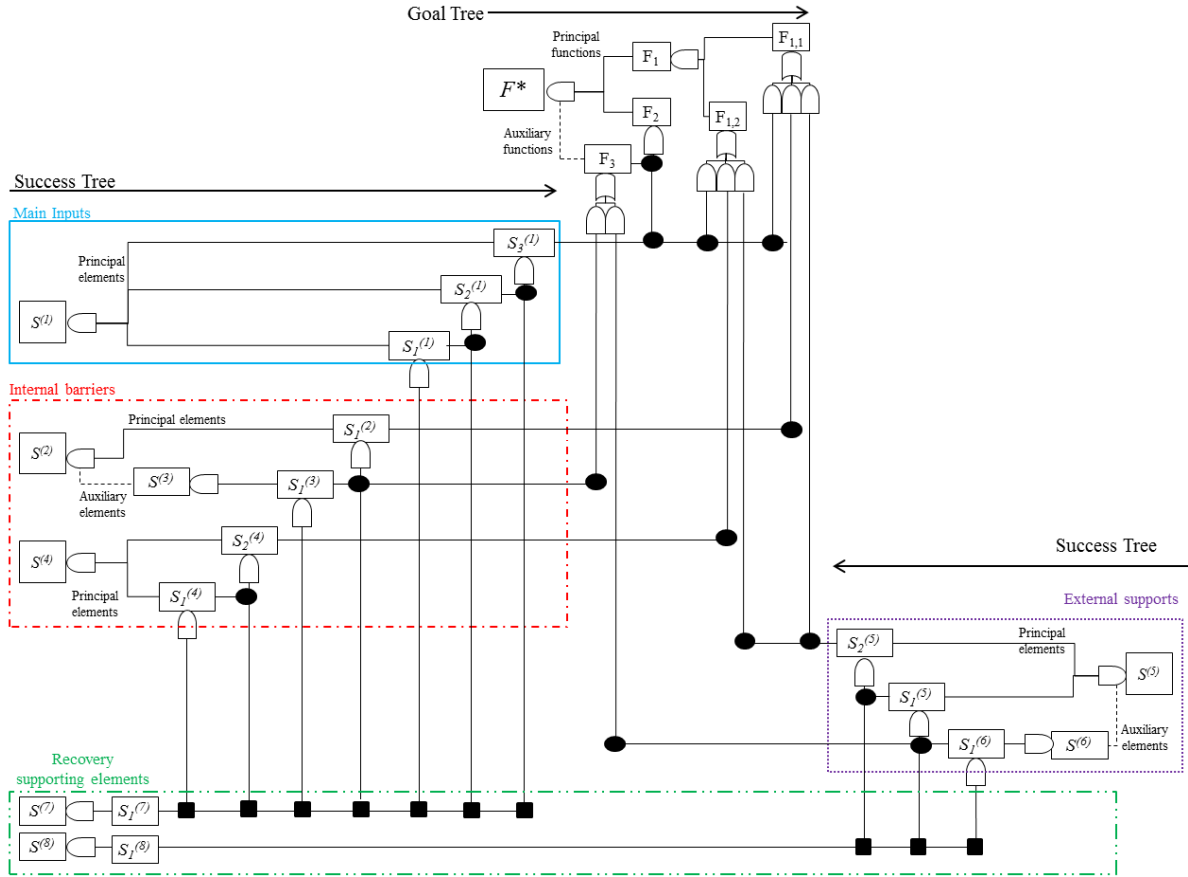 Goal Tree
Principal
functions
F₁
F₁,₁
F*
F₂
F₁,₂
Auxiliary
functions
F₃
Success Tree
Main Inputs
S₃⁽¹⁾
Principal
elements
S₂⁽¹⁾
S⁽¹⁾
S₁⁽¹⁾
Internal barriers
Principal elements
S₁⁽²⁾
S⁽²⁾
S⁽³⁾
S₁⁽³⁾
Auxiliary
elements
S₂⁽⁴⁾
S⁽⁴⁾
Principal
elements
S₁⁽⁴⁾
Success Tree
External supports
S₂⁽⁵⁾
Principal
elements
S⁽⁵⁾
S₁⁽⁵⁾
Auxiliary
elements
S₁⁽⁶⁾
S⁽⁶⁾
Recovery
supporting elements
S⁽⁷⁾
S₁⁽⁷⁾
S⁽⁸⁾
S₁⁽⁸⁾